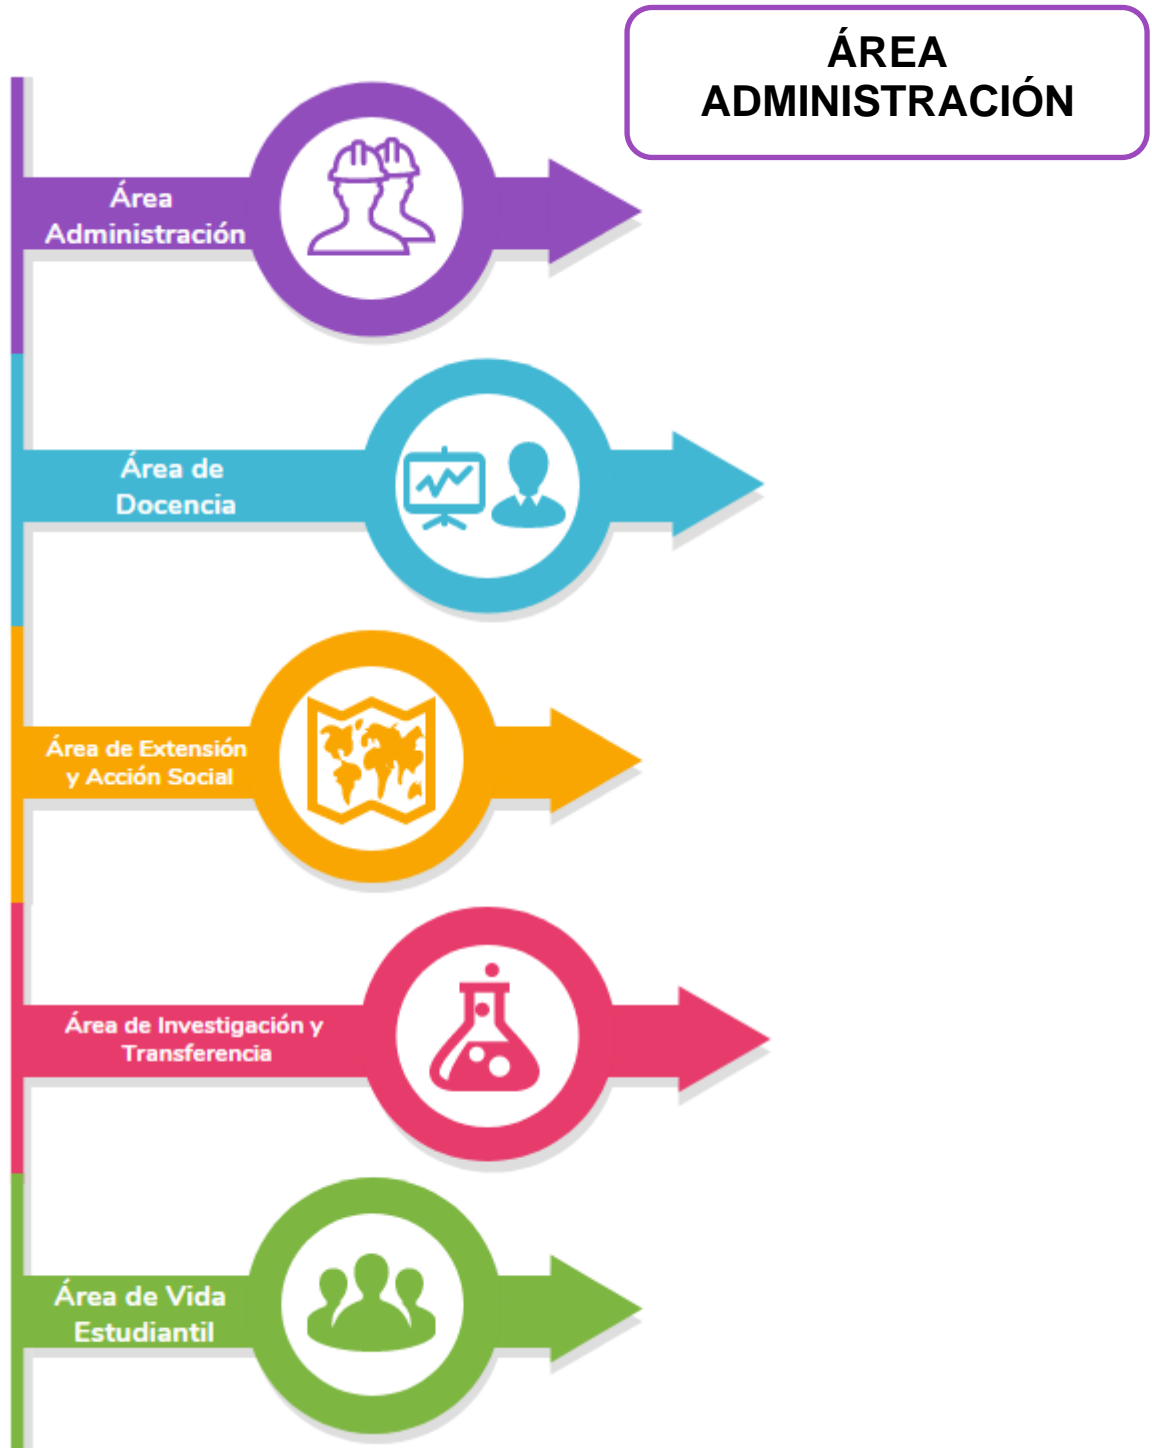 ÁREA
ADMINISTRACIÓN
Área
Administración
Área de
Docencia
Área de Extensión
y Acción Social
Área de Investigación y
Transferencia
Área de Vida
Estudiantil